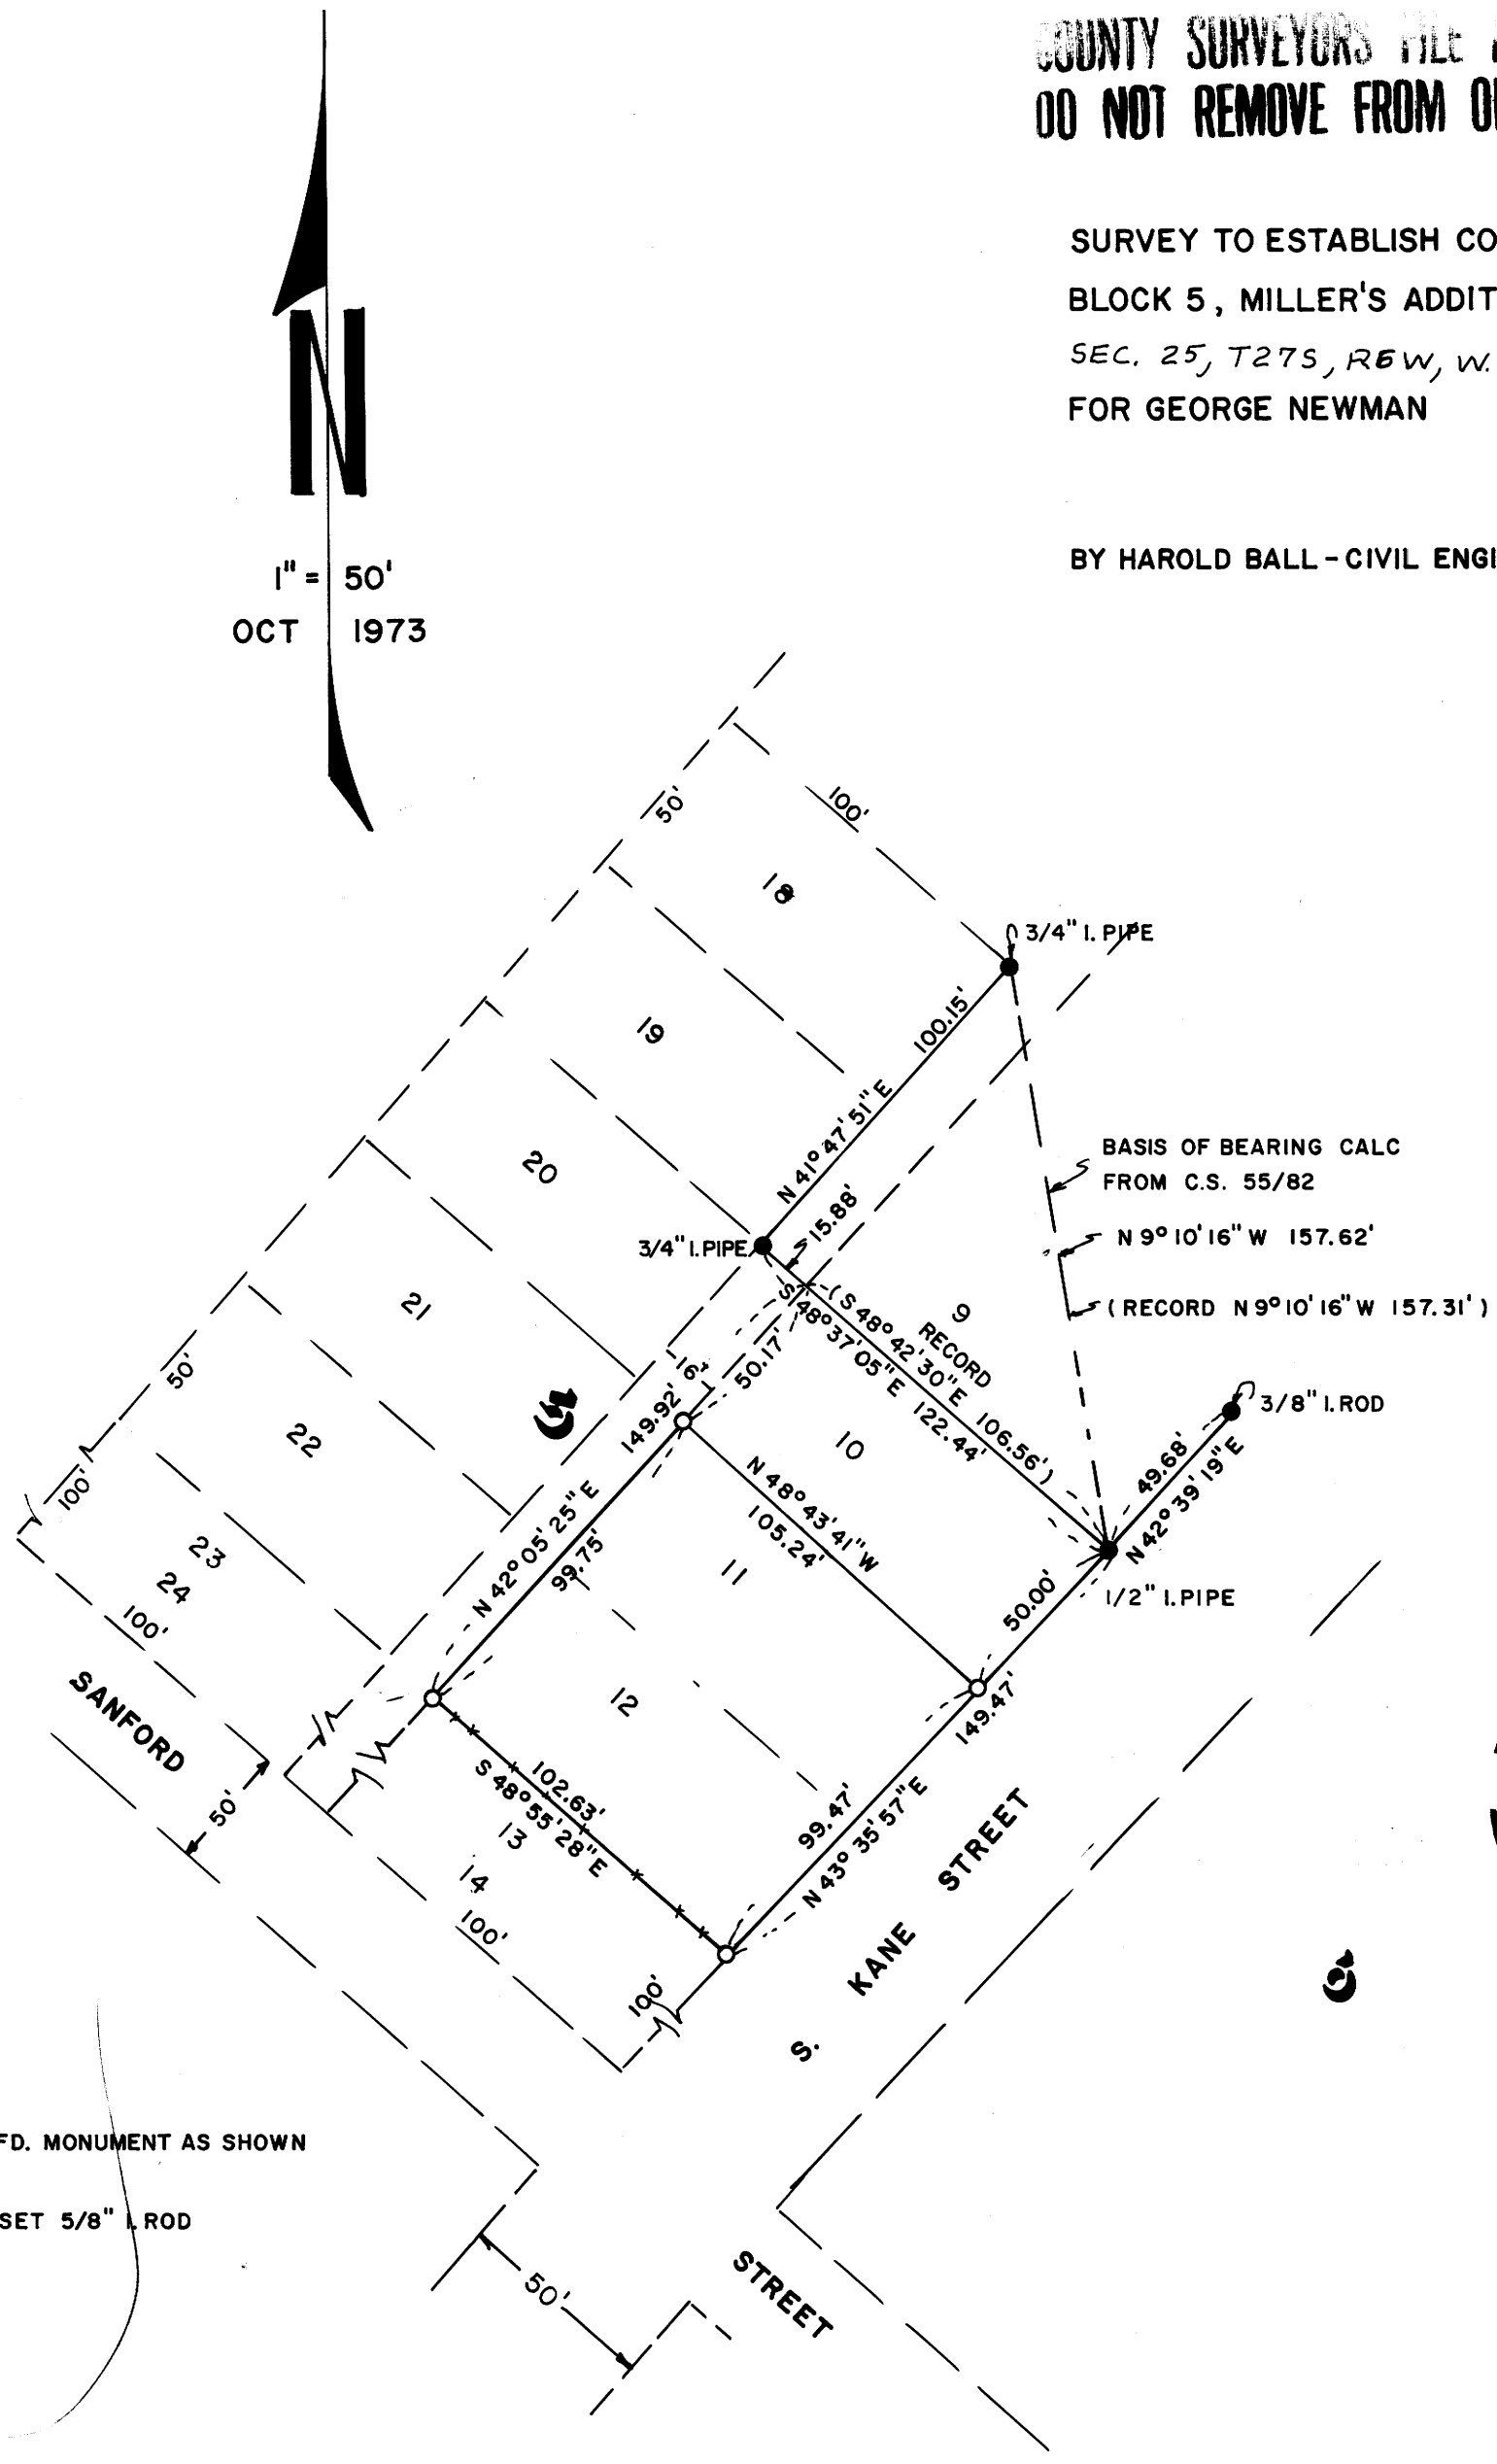 COUNTY SURVEYORS FILE
DO NOT REMOVE FROM
SURVEY TO ESTABLISH CO
BLOCK 5, MILLER'S ADDIT
SEC. 25, T27S, R6W, W.
FOR GEORGE NEWMAN
BY HAROLD BALL - CIVIL ENGI
N
1" = 50'
OCT 1973
50'
100'
18
3/4" I. PIPE
19
100.15'
N 41° 47' 51" E
20
BASIS OF BEARING CALC
FROM C.S. 55/82
15.88'
3/4" I. PIPE
N 9° 10' 16" W 157.62'
(RECORD N 9° 10' 16" W 157.31')
21
9
(S 48° 42' 30" E 106.56')
RECORD
S 48° 37' 05" E 122.44'
16'
50.17'
50'
149.92'
5
3/8" I. ROD
22
10
49.68'
N 42° 39' 19" E
100'
N 48° 43' 41" W
105.24'
N 42° 05' 25" E
99.75'
23
11
24
50.00'
1/2" I. PIPE
100'
SANFORD
12
149.47'
50'
102.63'
S 48° 55' 28" E
13
99.47'
N 43° 35' 57" E
14
100'
S. KANE STREET
100'
6
FD. MONUMENT AS SHOWN
SET 5/8" I. ROD
50'
STREET